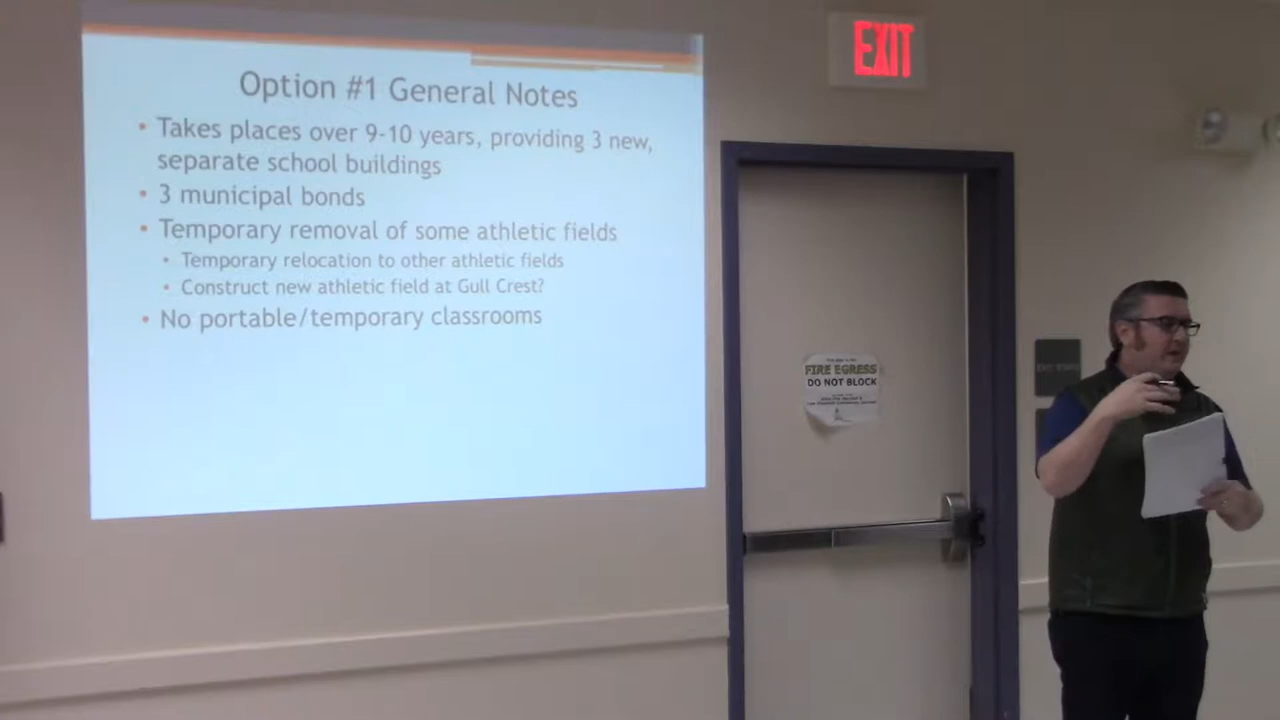 Option #1 General Notes
• Takes places over 9-10 years, providing 3 new,
separate school buildings
• 3 municipal bonds
• Temporary removal of some athletic fields
• Temporary relocation to other athletic fields
• Construct new athletic field at Gull Crest?
• No portable/temporary classrooms
EXIT
FIRE EGRESS
DO NOT BLOCK